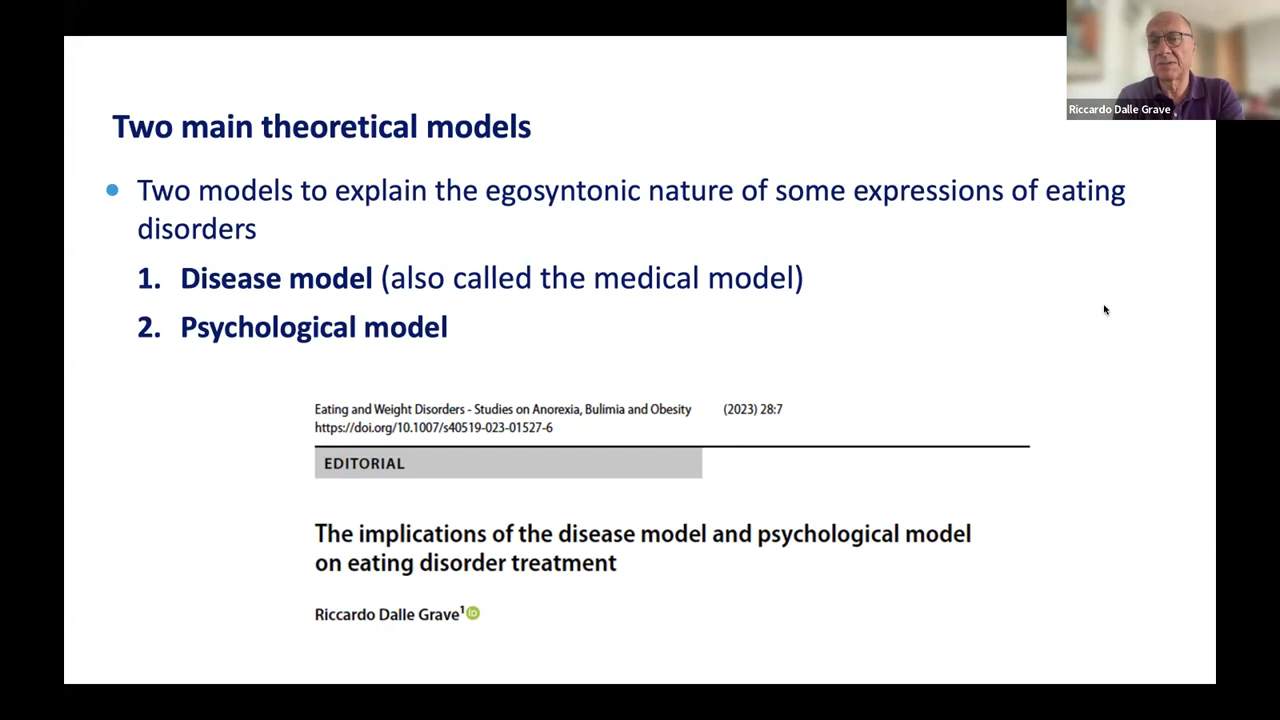 Riccardo Dalle Grave
Two main theoretical models
Two models to explain the egosyntonic nature of some expressions of eating
disorders
1. Disease model (also called the medical model)
2. Psychological model
Eating and Weight Disorders - Studies on Anorexia, Bulimia and Obesity (2023) 28:7
https://doi.org/10.1007/s40519-023-01527-6
EDITORIAL
The implications of the disease model and psychological model
on eating disorder treatment
Riccardo Dalle Grave1 iD